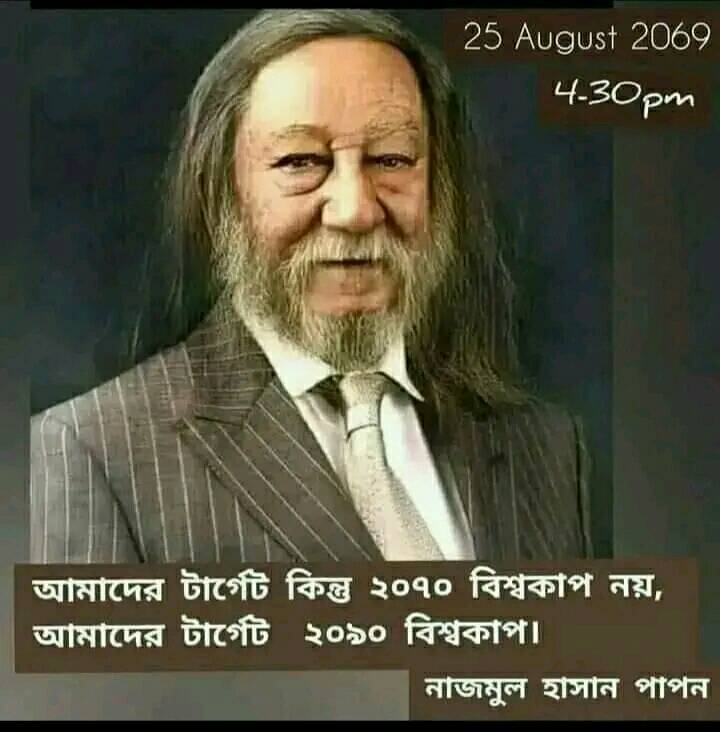 25 August 2069
4-30pm
আমাদের টার্গেট কিন্তু ২০৭০ বিশ্বকাপ নয়,
আমাদের টার্গেট ২০৯০ বিশ্বকাপ।
নাজমুল হাসান পাপন